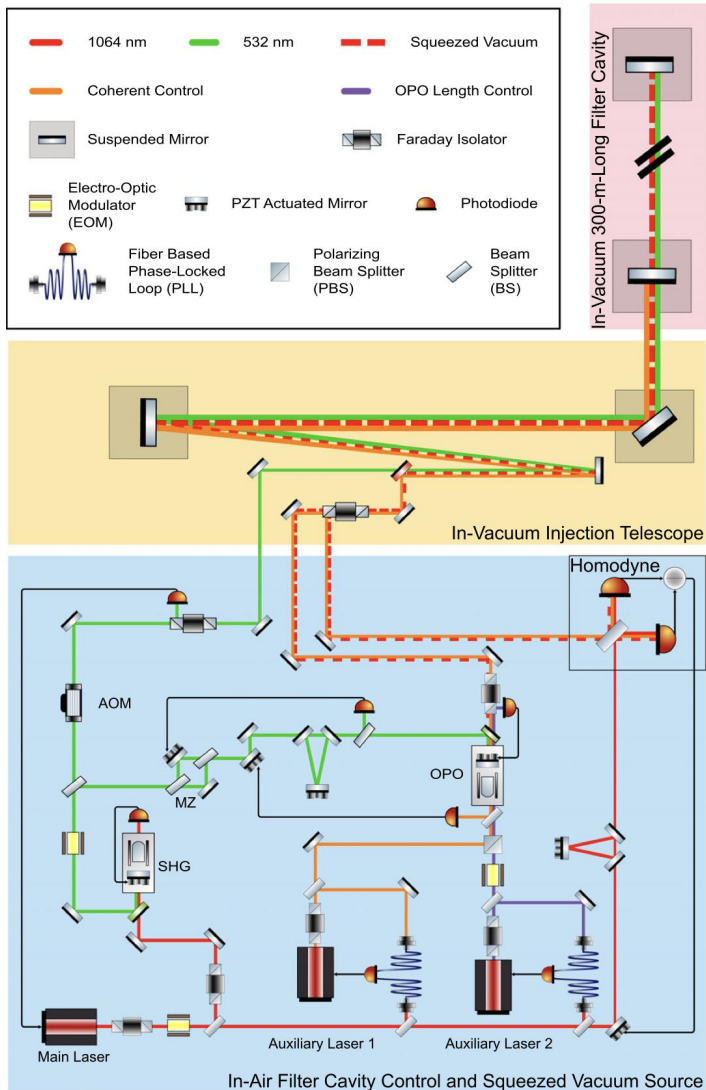 1064 nm
532 nm
Squeezed Vacuum
Coherent Control
OPO Length Control
Suspended Mirror
Faraday Isolator
Electro-Optic
Modulator
(EOM)
PZT Actuated Mirror
Photodiode
Fiber Based
Phase-Locked
Loop (PLL)
Polarizing
Beam Splitter
(PBS)
Beam
Splitter
(BS)
In-Vacuum 300-m-Long Filter Cavity
In-Vacuum Injection Telescope
Homodyne
AOM
MZ
OPO
SHG
Main Laser
Auxiliary Laser 1
Auxiliary Laser 2
In-Air Filter Cavity Control and Squeezed Vacuum Source